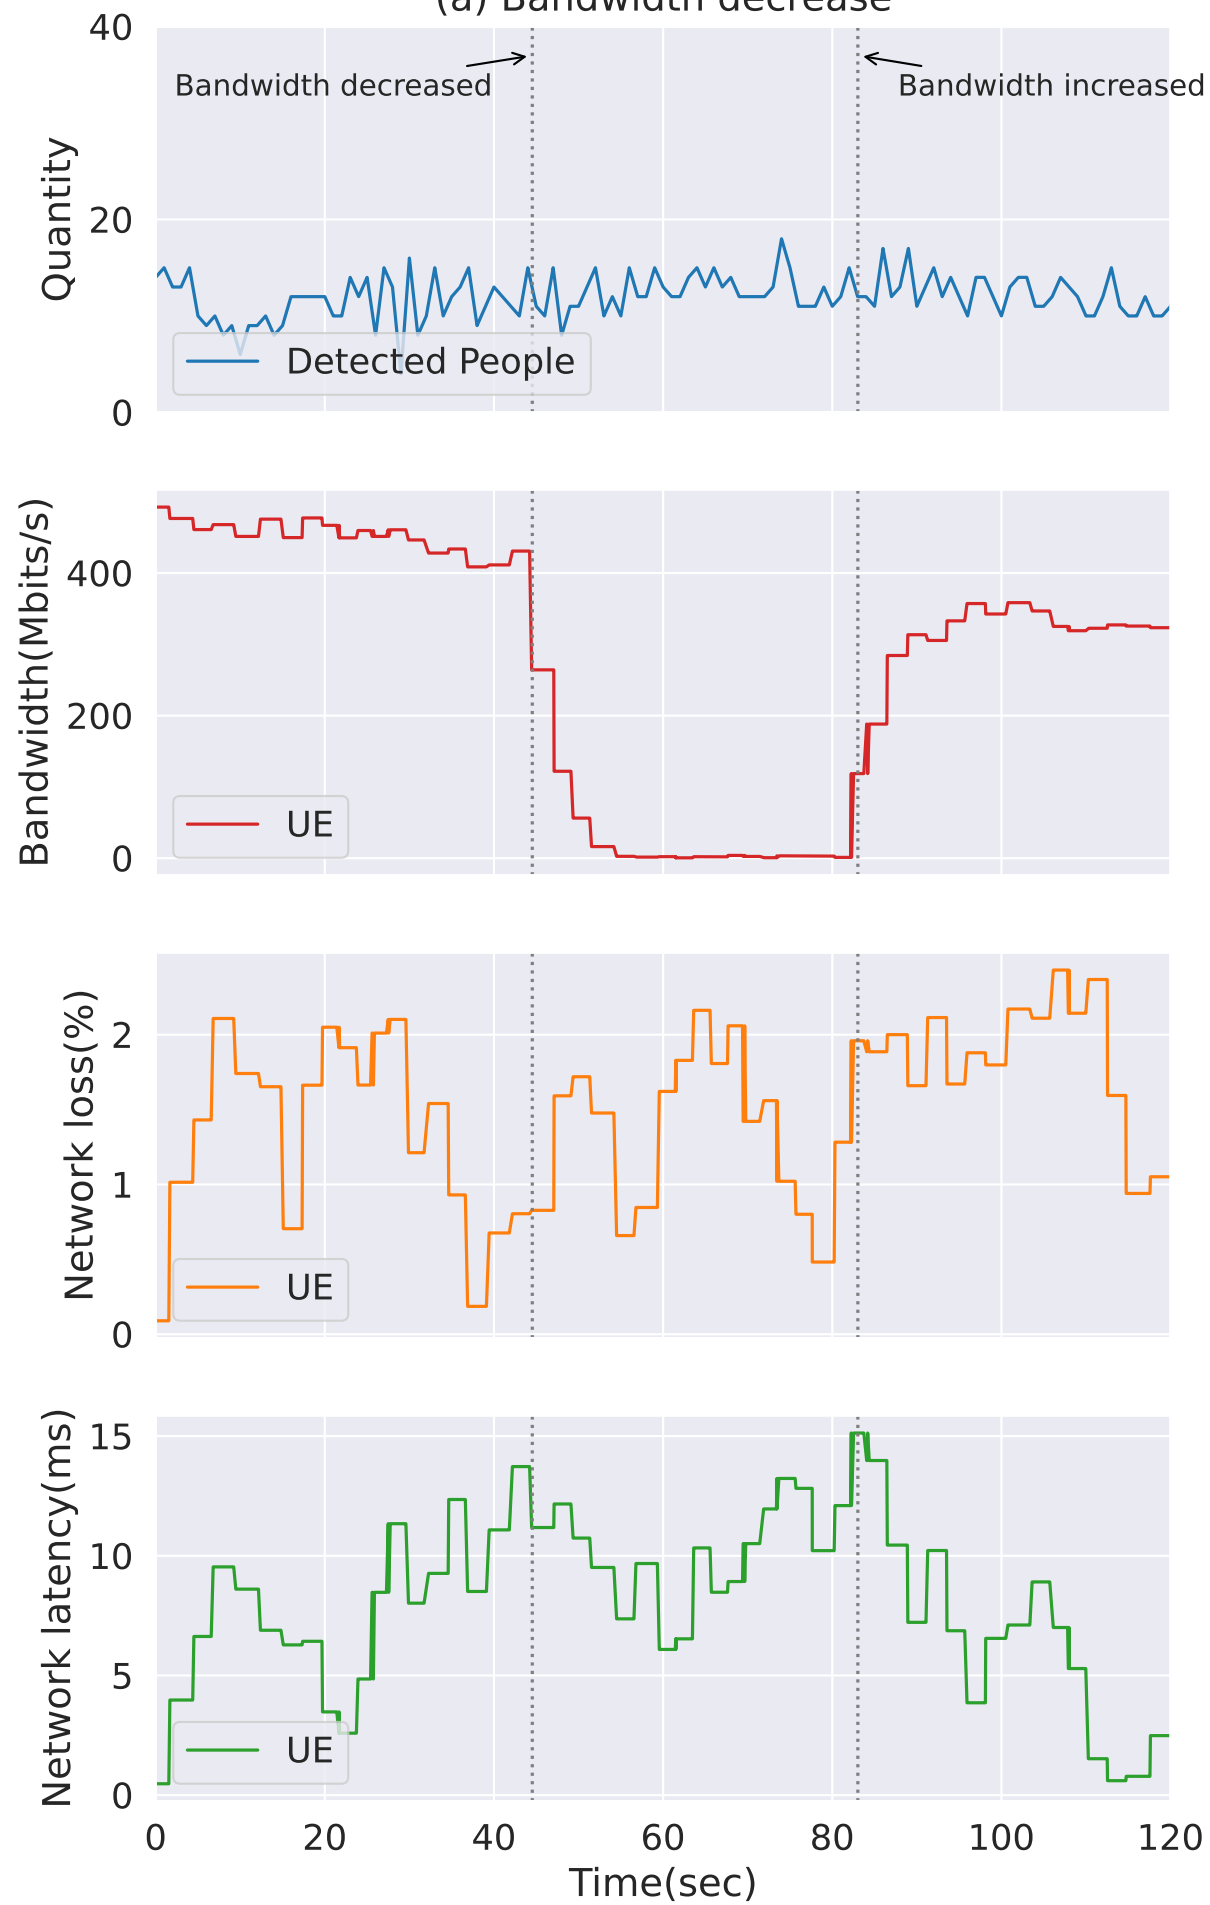 (a) Bandwidth decrease
40
Bandwidth decreased
Bandwidth increased
Quantity
20
Detected People
0
Bandwidth(Mbits/s)
400
200
UE
0
Network loss(%)
2
1
UE
0
Network latency(ms)
15
10
5
UE
0
0 20 40 60 80 100 120
Time(sec)